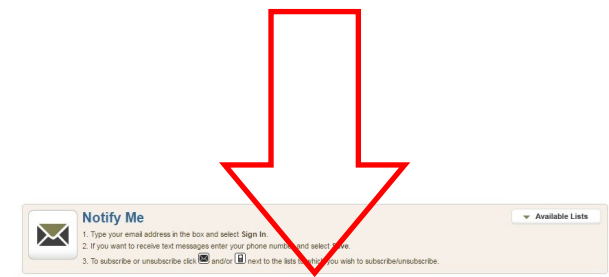 Notify Me
Available Lists
1. Type your email address in the box and select Sign In.
2. If you want to receive text messages enter your phone number and select Save.
3. To subscribe or unsubscribe click and/or next to the lists to which you wish to subscribe/unsubscribe.